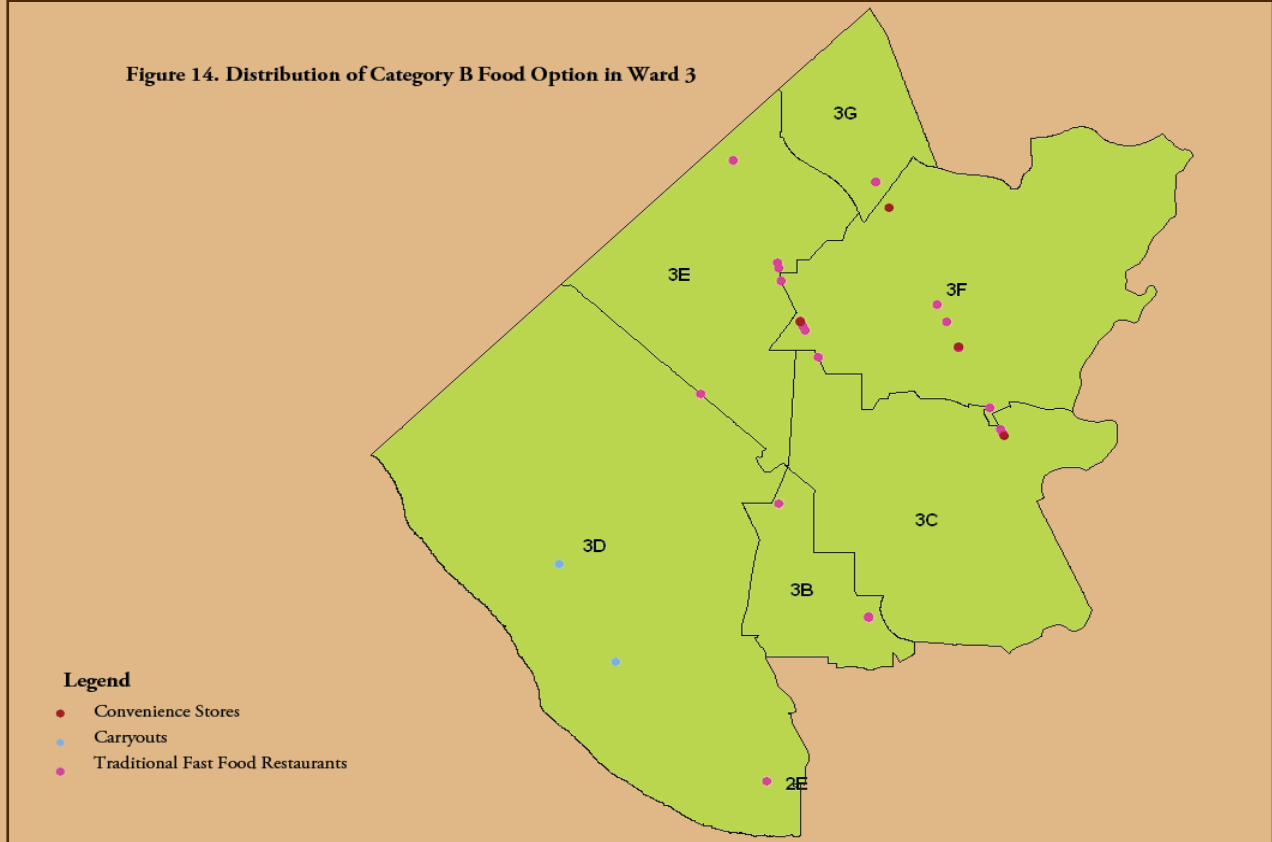 Figure 14. Distribution of Category B Food Option in Ward 3
3G
3E
3F
3C
3D
3B
2E
Legend
Convenience Stores
Carryouts
Traditional Fast Food Restaurants